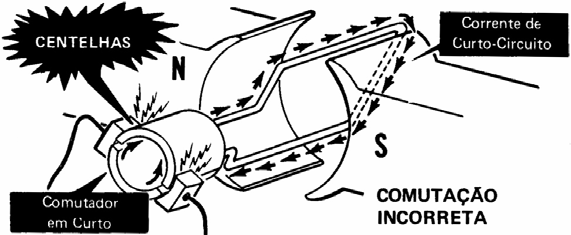 CENTELHAS
N
Corrente de
Curto-Circuito
S
Comutador
em Curto
COMUTAÇÃO
INCORRETA